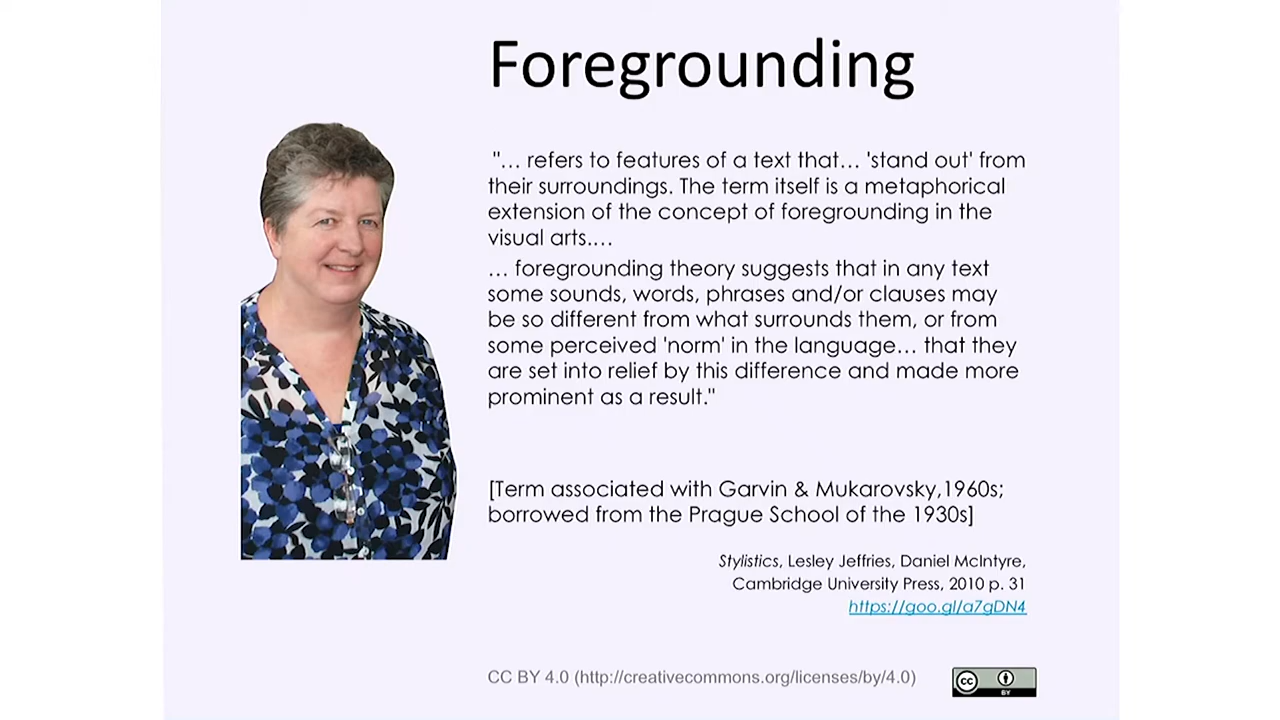 Foregrounding
"… refers to features of a text that… 'stand out' from
their surroundings. The term itself is a metaphorical
extension of the concept of foregrounding in the
visual arts.…
… foregrounding theory suggests that in any text
some sounds, words, phrases and/or clauses may
be so different from what surrounds them, or from
some perceived 'norm' in the language… that they
are set into relief by this difference and made more
prominent as a result."
[Term associated with Garvin & Mukarovsky,1960s;
borrowed from the Prague School of the 1930s]
Stylistics, Lesley Jeffries, Daniel McIntyre,
Cambridge University Press, 2010 p. 31
https://goo.gl/a7gDN4
CC BY 4.0 (http://creativecommons.org/licenses/by/4.0)
cc
BY